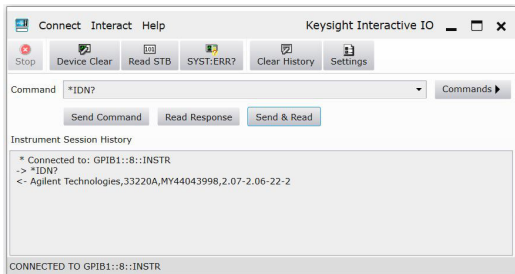 Connect Interact Help Keysight Interactive IO
101
Stop Device Clear Read STB SYST:ERR? Clear History Settings
Command *IDN? Commands
Send Command Read Response Send & Read
Instrument Session History
* Connected to: GPIB1::8::INSTR
-> *IDN?
<- Agilent Technologies,33220A,MY44043998,2.07-2.06-22-2
CONNECTED TO GPIB1::8::INSTR